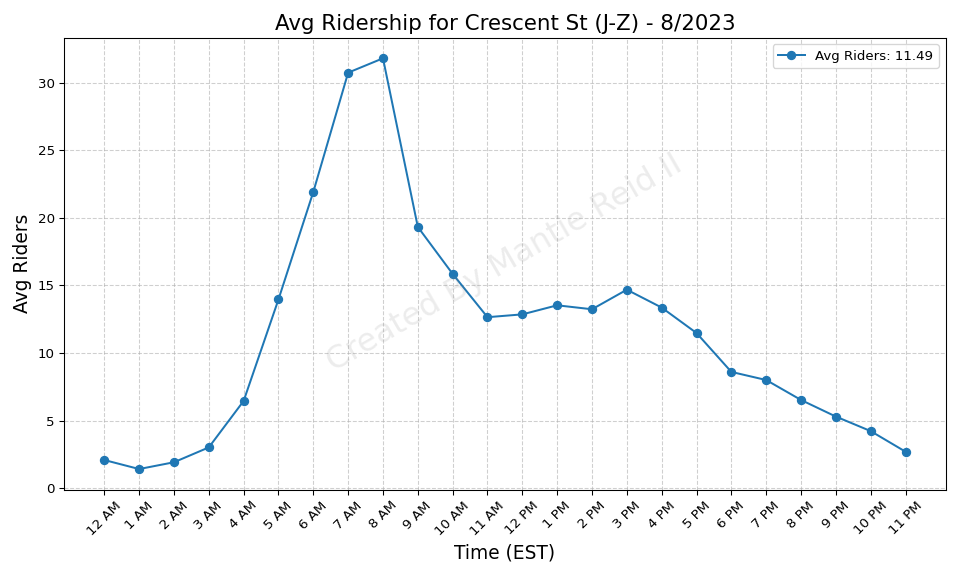 Avg Ridership for Crescent St (J-Z) - 8/2023
Avg Riders: 11.49
Avg Riders
30
25
20
15
10
5
0
Created By Mantle Reid II
12 AM
1 AM
2 AM
3 AM
4 AM
5 AM
6 AM
7 AM
8 AM
9 AM
10 AM
11 AM
12 PM
1 PM
2 PM
3 PM
4 PM
5 PM
6 PM
7 PM
8 PM
9 PM
10 PM
11 PM
Time (EST)